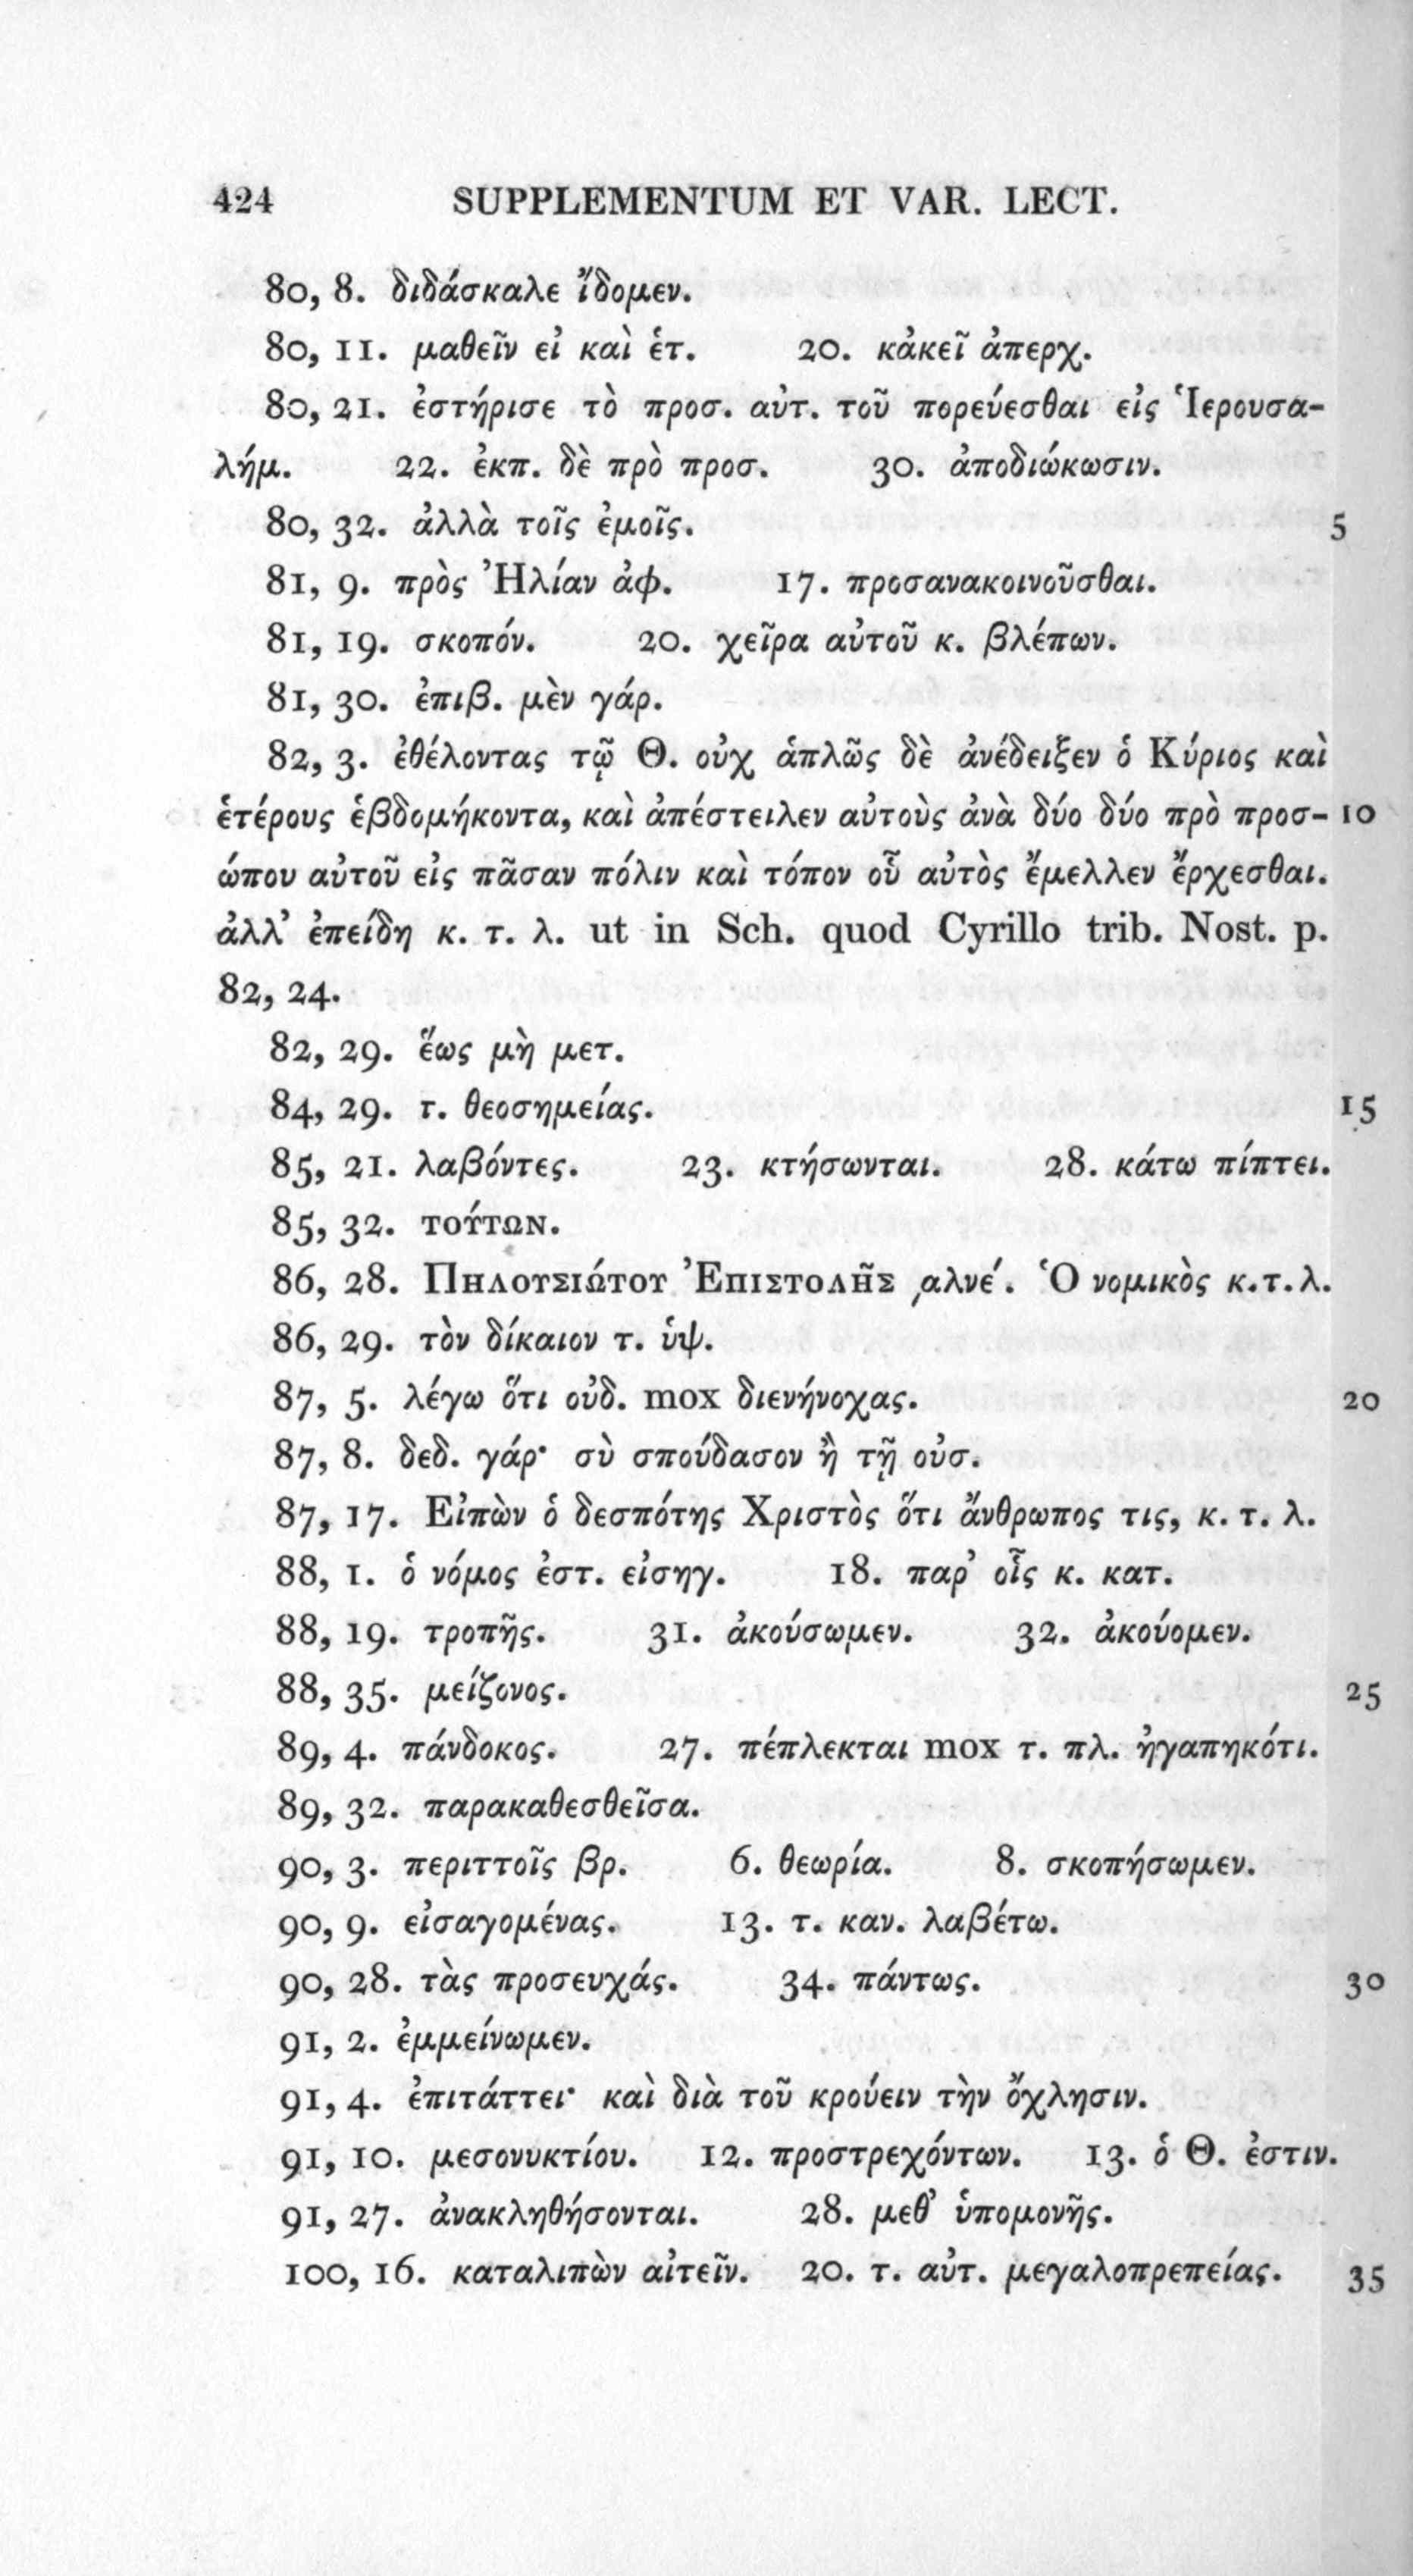 424 SUPPLEMENTUM ET VAR. LECT.
80, 8. διδάσκαλε ἴδομεν.
80, 11. μαθεῖν εἰ καὶ ἑτ. 20. κἀκεῖ ἀπερχ.
80, 21. ἐστήρισε τὸ προσ. αὐτ. τοῦ πορεύεσθαι εἰς Ἱερουσα-
λήμ. 22. ἐκπ. δὲ πρὸ προσ. 30. ἀποδιώκωσιν.
80, 32. ἀλλὰ τοῖς ἐμοῖς. 5
81, 9. πρὸς Ἠλίαν ἀφ. 17. προσανακοινοῦσθαι.
81, 19. σκοπόν. 20. χεῖρα αὐτοῦ κ. βλέπων.
81, 30. ἐπιβ. μὲν γάρ.
82, 3. ἐθέλοντας τῷ Θ. οὐχ ἁπλῶς δὲ ἀνέδειξεν ὁ Κύριος καὶ
ἑτέρους ἑβδομήκοντα, καὶ ἀπέστειλεν αὐτοὺς ἀνὰ δύο δύο πρὸ προσ- 10
ώπου αὐτοῦ εἰς πᾶσαν πόλιν καὶ τόπον οὗ αὐτὸς ἔμελλεν ἔρχεσθαι.
ἀλλ’ ἐπείδη κ. τ. λ. ut in Sch. quod Cyrillo trib. Nost. p.
82, 24.
82, 29. ἕως μὴ μετ.
84, 29. τ. θεοσημείας. 15
85, 21. λαβόντες. 23. κτήσωνται. 28. κάτω πίπτει.
85, 32. ΤΟΎΤΩΝ.
86, 28. ΠΗΛΟΥΣΙΏΤΟΥ ἘΠΙΣΤΟΛΗ͂Σ ͵αλνέ. Ὁ νομικὸς κ.τ.λ.
86, 29. τὸν δίκαιον τ. ὑψ.
87, 5. λέγω ὅτι οὐδ. mox διενήνοχας. 20
87, 8. δεδ. γάρ· σὺ σπούδασον ἢ τῇ οὐσ.
87, 17. Εἰπὼν ὁ δεσπότης Χριστὸς ὅτι ἄνθρωπος τις, κ. τ. λ.
88, 1. ὁ νόμος ἐστ. εἰσηγ. 18. παρ’ οἷς κ. κατ.
88, 19. τροπῆς. 31. ἀκούσωμεν. 32. ἀκούομεν.
88, 35. μείζονος. 25
89, 4. πάνδοκος. 27. πέπλεκται mox τ. πλ. ἠγαπηκότι.
89, 32. παρακαθεσθεῖσα.
90, 3. περιττοῖς βρ. 6. θεωρία. 8. σκοπήσωμεν.
90, 9. εἰσαγομένας. 13. τ. καν. λαβέτω.
90, 28. τὰς προσευχάς. 34. πάντως. 30
91, 2. ἐμμείνωμεν.
91, 4. ἐπιτάττει· καὶ διὰ τοῦ κρούειν τὴν ὄχλησιν.
91, 10. μεσονυκτίου. 12. προστρεχόντων. 13. ὁ Θ. ἐστιν.
91, 27. ἀνακληθήσονται. 28. μεθ’ ὑπομονῆς.
100, 16. καταλιπὼν αἰτεῖν. 20. τ. αὐτ. μεγαλοπρεπείας. 35